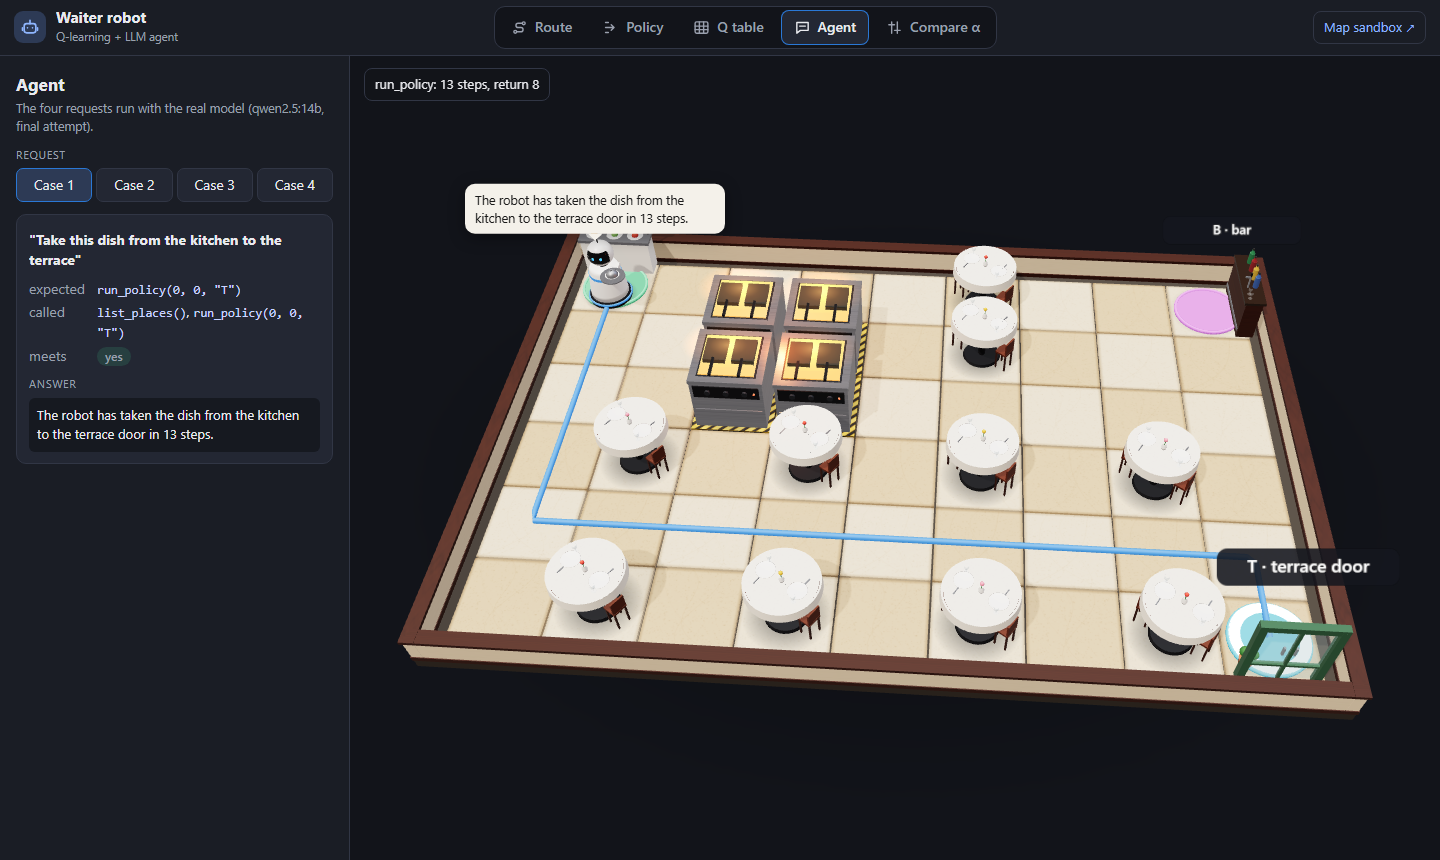 Waiter robot
Q-learning + LLM agent
Route
Policy
Q table
Agent
Compare α
Map sandbox ↗
Agent
The four requests run with the real model (qwen2.5:14b,
final attempt).
REQUEST
Case 1
Case 2
Case 3
Case 4
"Take this dish from the kitchen to the
terrace"
expected run_policy(0, 0, "T")
called list_places(), run_policy(0, 0,
"T")
meets yes
ANSWER
The robot has taken the dish from the kitchen
to the terrace door in 13 steps.
run_policy: 13 steps, return 8
The robot has taken the dish from the
kitchen to the terrace door in 13 steps.
B · bar
T · terrace door